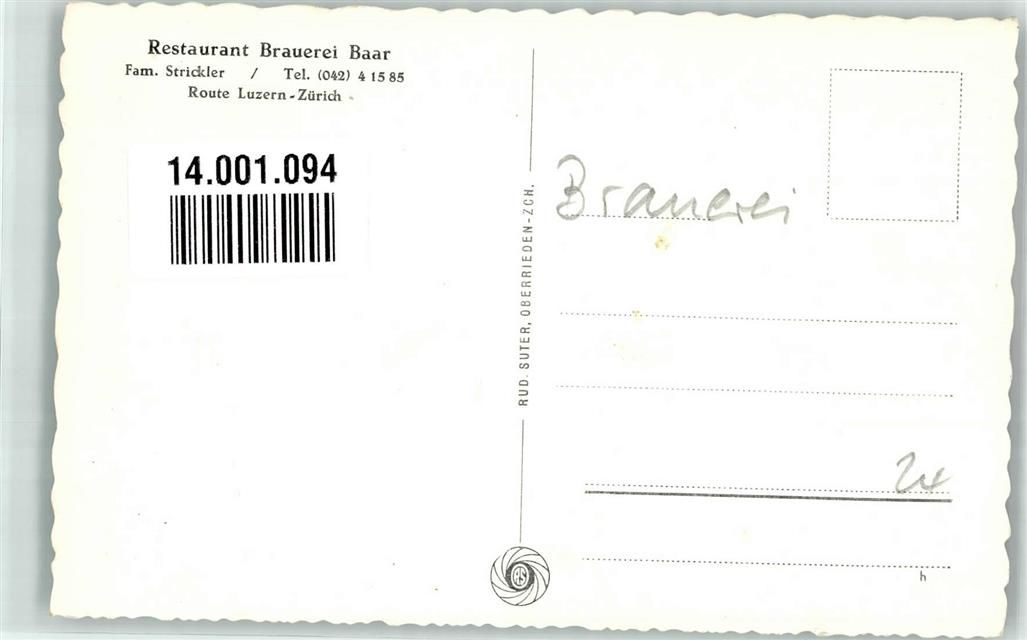 Restaurant Brauerei Baar
Fam. Strickler / Tel. (042) 4 15 85
Route Luzern-Zürich
14.001.094
RUD. SUTER, OBERRIEDEN-ZCH.
Brauerei
h